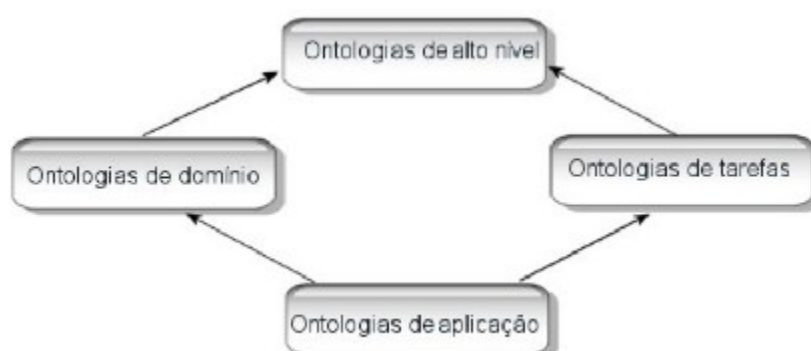 Ontologias de alto nível
Ontologias de domínio
Ontologias de tarefas
Ontologias de aplicação